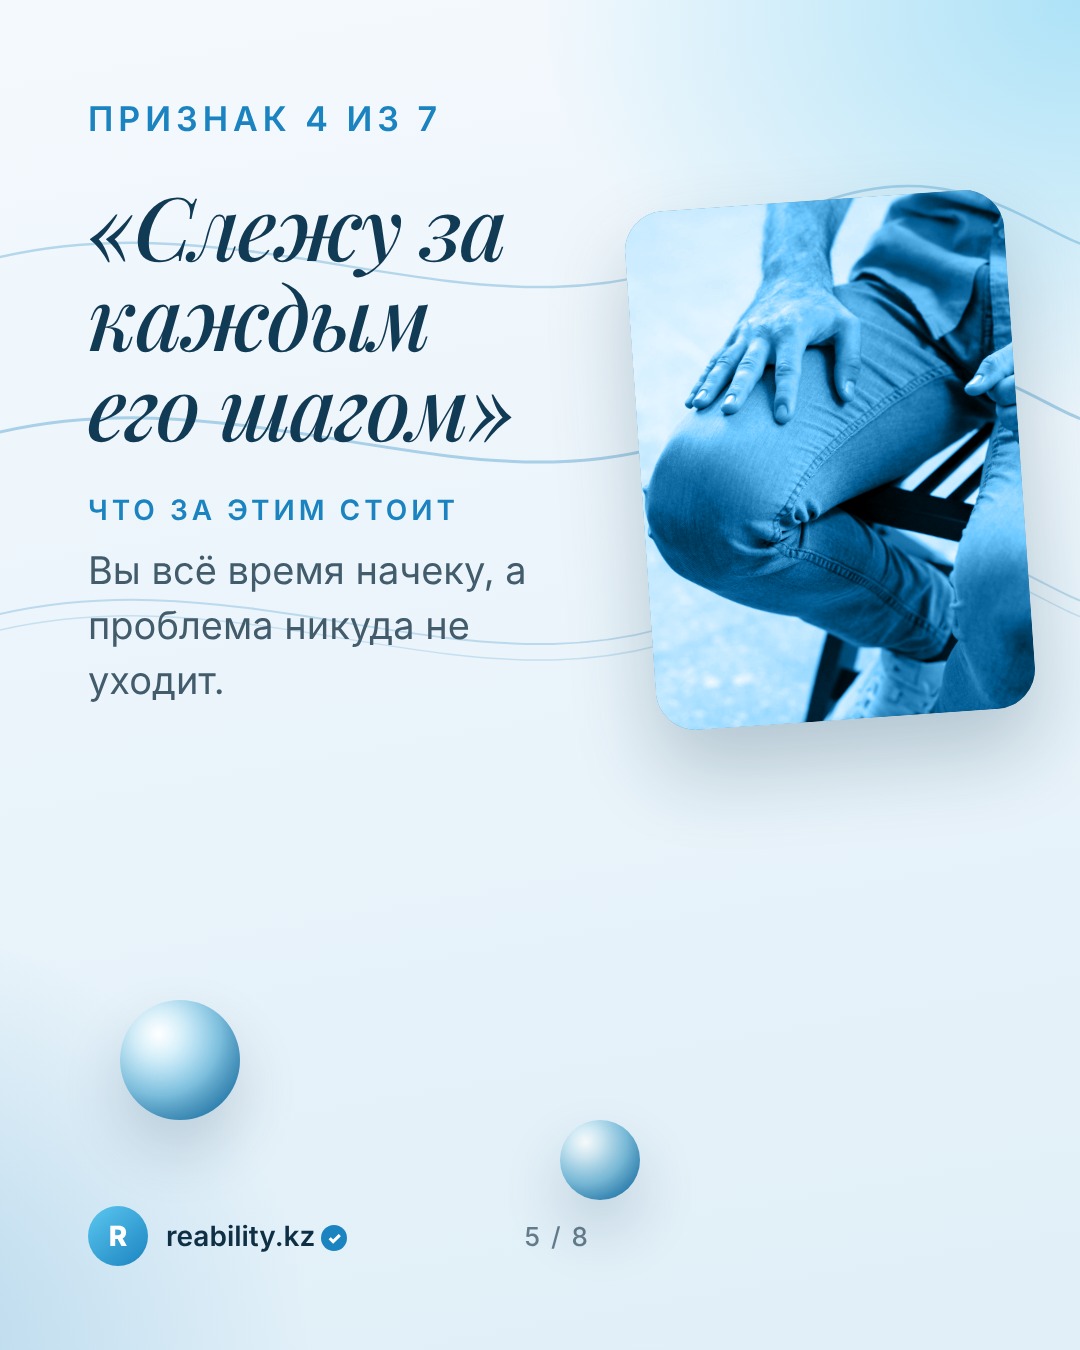 ПРИЗНАК 4 ИЗ 7
«Слежу за
каждым
его шагом»
ЧТО ЗА ЭТИМ СТОИТ
Вы всё время начеку, а
проблема никуда не
уходит.
R reability.kz
5 / 8